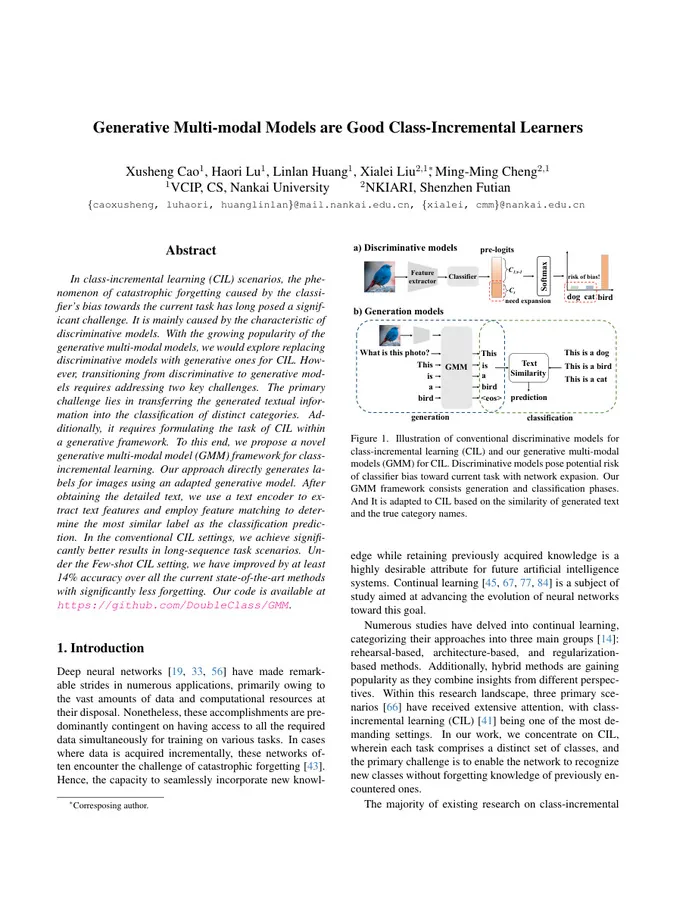 Generative Multi-modal Models are Good Class-Incremental Learners
Xusheng Cao1, Haori Lu1, Linlan Huang1, Xialei Liu2,1*, Ming-Ming Cheng2,1
1VCIP, CS, Nankai University 2NKIARI, Shenzhen Futian
{caoxusheng, luhaori, huanglinlan}@mail.nankai.edu.cn, {xialei, cmm}@nankai.edu.cn
Abstract
In class-incremental learning (CIL) scenarios, the phe-
nomenon of catastrophic forgetting caused by the classi-
fier's bias towards the current task has long posed a signif-
icant challenge. It is mainly caused by the characteristic of
discriminative models. With the growing popularity of the
generative multi-modal models, we would explore replacing
discriminative models with generative ones for CIL. How-
ever, transitioning from discriminative to generative mod-
els requires addressing two key challenges. The primary
challenge lies in transferring the generated textual infor-
mation into the classification of distinct categories. Ad-
ditionally, it requires formulating the task of CIL within
a generative framework. To this end, we propose a novel
generative multi-modal model (GMM) framework for class-
incremental learning. Our approach directly generates la-
bels for images using an adapted generative model. After
obtaining the detailed text, we use a text encoder to ex-
tract text features and employ feature matching to deter-
mine the most similar label as the classification predic-
tion. In the conventional CIL settings, we achieve signifi-
cantly better results in long-sequence task scenarios. Un-
der the Few-shot CIL setting, we have improved by at least
14% accuracy over all the current state-of-the-art methods
with significantly less forgetting. Our code is available at
https://github.com/DoubleClass/GMM.
1. Introduction
Deep neural networks [19, 33, 56] have made remark-
able strides in numerous applications, primarily owing to
the vast amounts of data and computational resources at
their disposal. Nonetheless, these accomplishments are pre-
dominantly contingent on having access to all the required
data simultaneously for training on various tasks. In cases
where data is acquired incrementally, these networks of-
ten encounter the challenge of catastrophic forgetting [43].
Hence, the capacity to seamlessly incorporate new knowl-
*Corresposing author.
a) Discriminative models
pre-logits
Feature
extractor
Classifier
C1:t-1
Ct
need expansion
Softmax
risk of bias!
dog cat bird
b) Generation models
What is this photo?
This
is
a
bird
GMM
This
is
a
bird
<eos>
Text
Similarity
prediction
This is a dog
This is a bird
This is a cat
generation
classification
Figure 1. Illustration of conventional discriminative models for
class-incremental learning (CIL) and our generative multi-modal
models (GMM) for CIL. Discriminative models pose potential risk
of classifier bias toward current task with network expasion. Our
GMM framework consists generation and classification phases.
And It is adapted to CIL based on the similarity of generated text
and the true category names.
edge while retaining previously acquired knowledge is a
highly desirable attribute for future artificial intelligence
systems. Continual learning [45, 67, 77, 84] is a subject of
study aimed at advancing the evolution of neural networks
toward this goal.
Numerous studies have delved into continual learning,
categorizing their approaches into three main groups [14]:
rehearsal-based, architecture-based, and regularization-
based methods. Additionally, hybrid methods are gaining
popularity as they combine insights from different perspec-
tives. Within this research landscape, three primary sce-
narios [66] have received extensive attention, with class-
incremental learning (CIL) [41] being one of the most de-
manding settings. In our work, we concentrate on CIL,
wherein each task comprises a distinct set of classes, and
the primary challenge is to enable the network to recognize
new classes without forgetting knowledge of previously en-
countered ones.
The majority of existing research on class-incremental